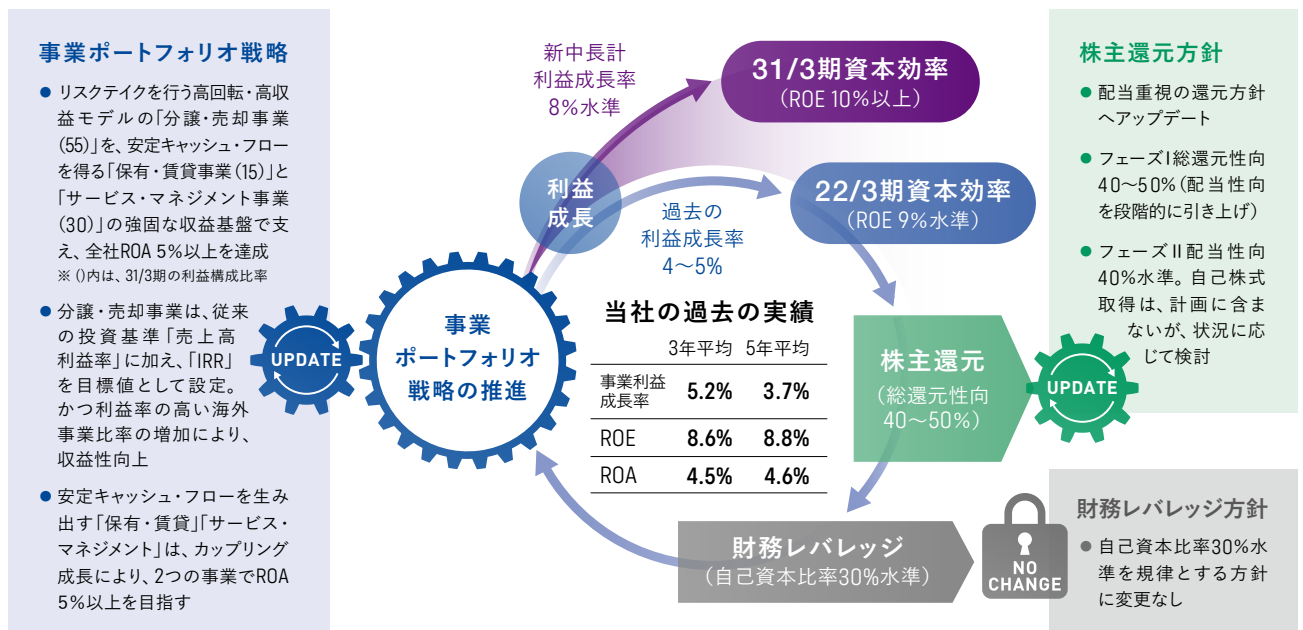 事業ポートフォリオ戦略
● リスクテイクを行う高回転・高収
益モデルの「分譲・売却事業
(55)」を、安定キャッシュ・フロー
を得る「保有・賃貸事業(15)」と
「サービス・マネジメント事業
(30)」の強固な収益基盤で支
え、全社ROA 5%以上を達成
※ ()内は、31/3期の利益構成比率
● 分譲・売却事業は、従来
の投資基準「売上高
利益率」に加え、「IRR」
を目標値として設定。
かつ利益率の高い海外
事業比率の増加により、
収益性向上
● 安定キャッシュ・フローを生み
出す「保有・賃貸」「サービス・
マネジメント」は、カップリング
成長により、2つの事業でROA
5%以上を目指す
UPDATE
事業
ポートフォリオ
戦略の推進
利益
成長
新中長計
利益成長率
8%水準
31/3期資本効率
(ROE 10%以上)
過去の
利益成長率
4〜5%
22/3期資本効率
(ROE 9%水準)
当社の過去の実績
3年平均 5年平均
事業利益
成長率 5.2% 3.7%
ROE 8.6% 8.8%
ROA 4.5% 4.6%
株主還元
(総還元性向
40〜50%)
UPDATE
財務レバレッジ
(自己資本比率30%水準)
NO
CHANGE
株主還元方針
● 配当重視の還元方針
へアップデート
● フェーズⅠ総還元性向
40〜50%(配当性向
を段階的に引き上げ)
● フェーズⅡ配当性向
40%水準。自己株式
取得は、計画に含ま
ないが、状況に応
じて検討
財務レバレッジ方針
● 自己資本比率30%水
準を規律とする方針
に変更なし